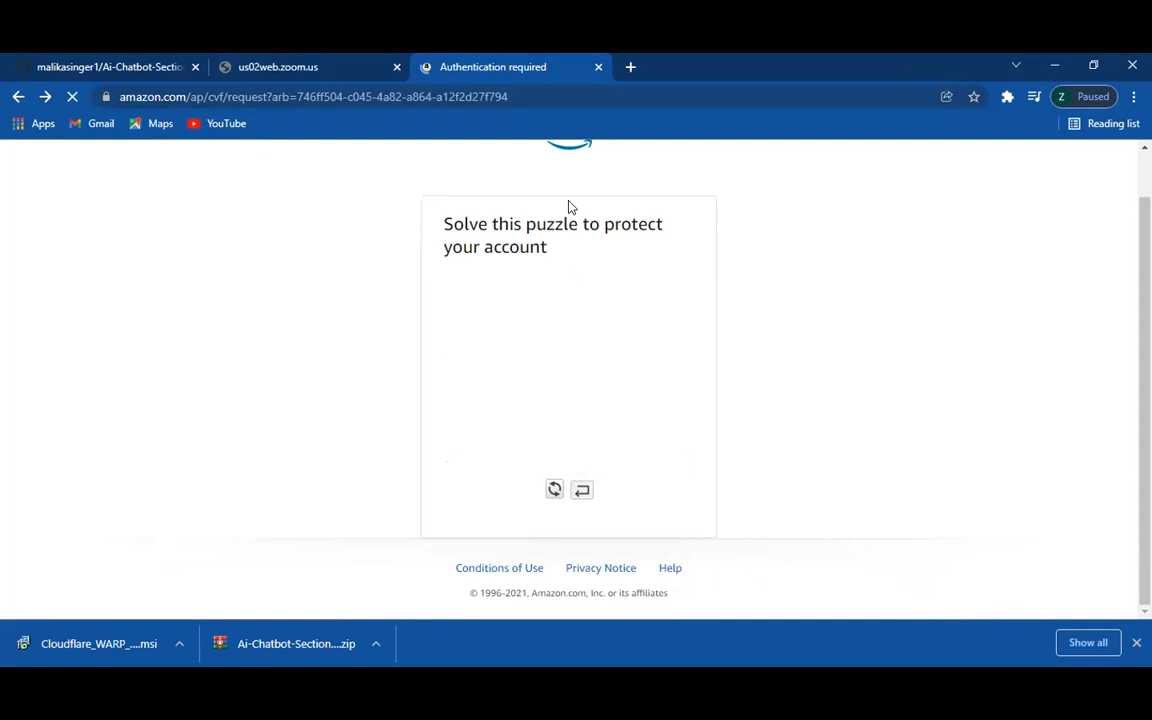 malikasinger1/Ai-Chatbot-Sectio
us02web.zoom.us
Authentication required
amazon.com/ap/cvf/request?arb=746ff504-c045-4a82-a864-a12f2d27f794
Z Paused
Apps Gmail Maps YouTube Reading list
Solve this puzzle to protect
your account
Conditions of Use Privacy Notice Help
© 1996-2021, Amazon.com, Inc. or its affiliates
Cloudflare_WARP_....msi
Ai-Chatbot-Section....zip
Show all